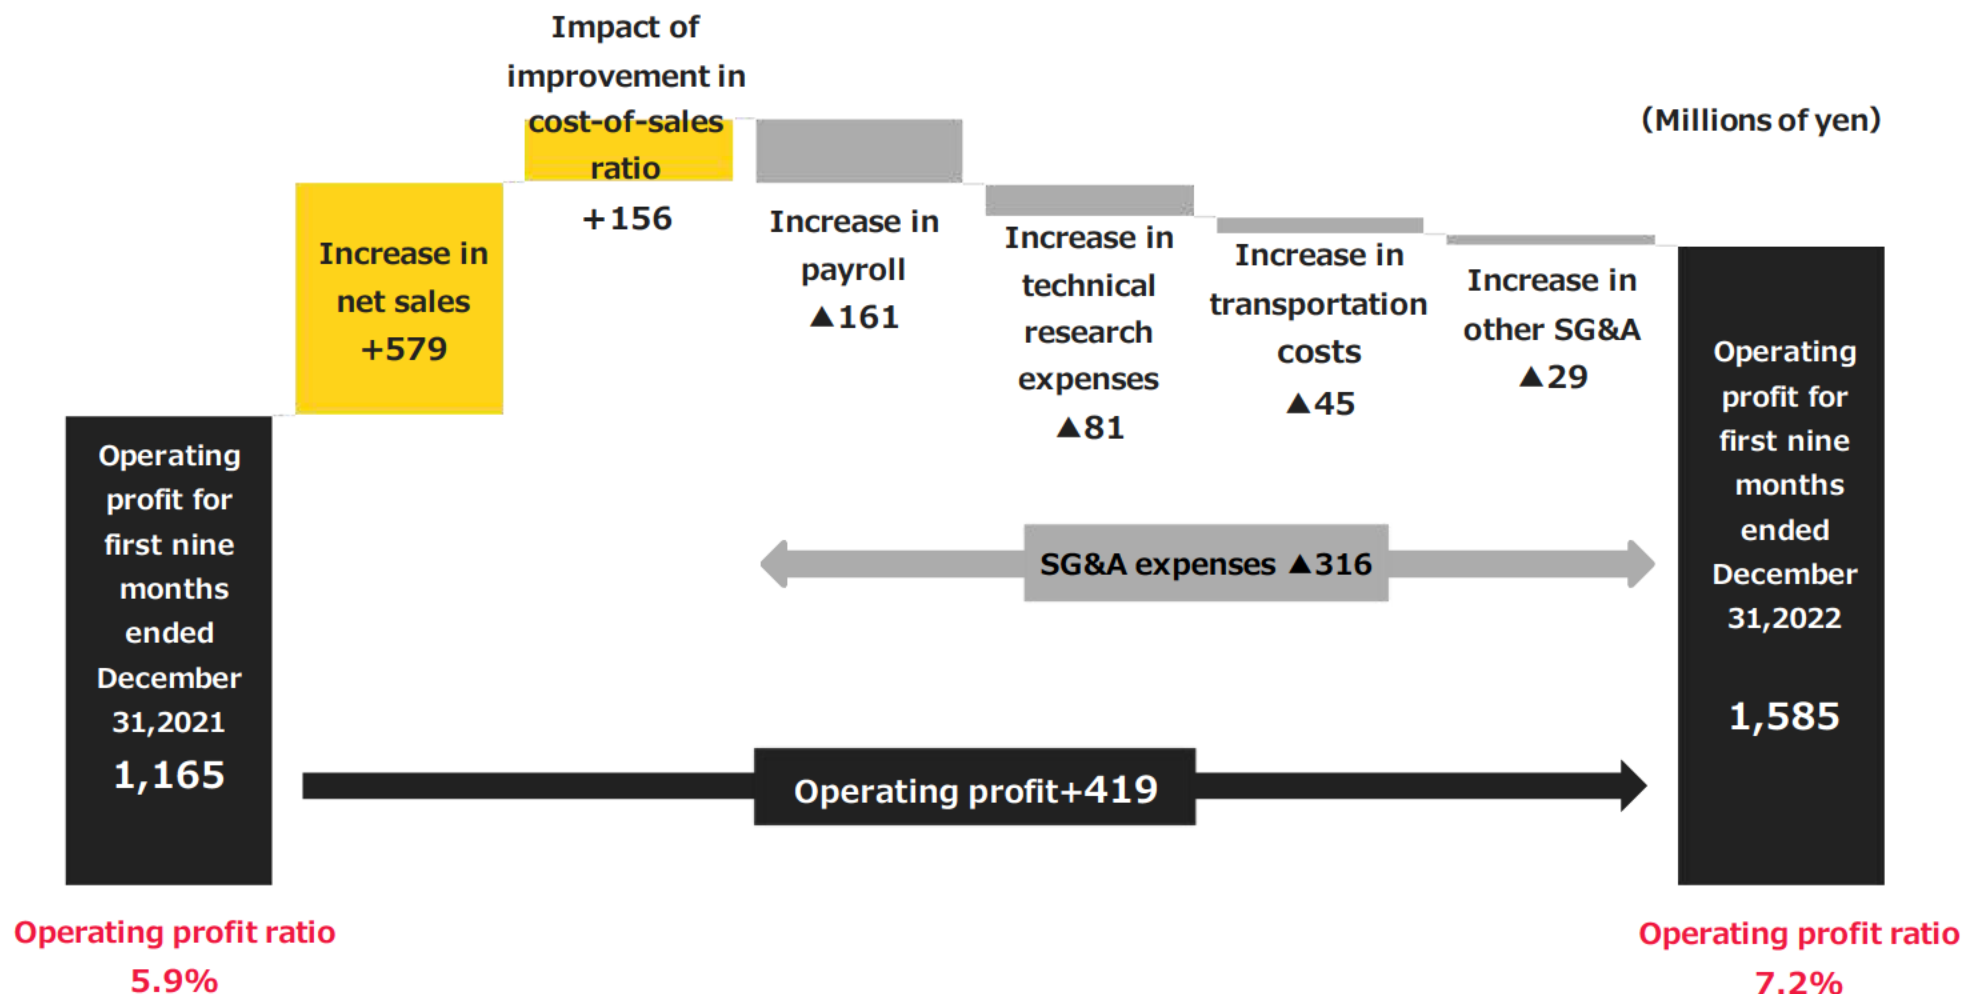 Impact of
improvement in
cost-of-sales
ratio
+156
(Millions of yen)
Increase in
net sales
+579
Increase in
payroll
▲161
Increase in
technical
research
expenses
▲81
Increase in
transportation
costs
▲45
Increase in
other SG&A
▲29
Operating
profit for
first nine
months
ended
December
31,2021
1,165
Operating
profit for
first nine
months
ended
December
31,2022
1,585
SG&A expenses ▲316
Operating profit+419
Operating profit ratio
5.9%
Operating profit ratio
7.2%